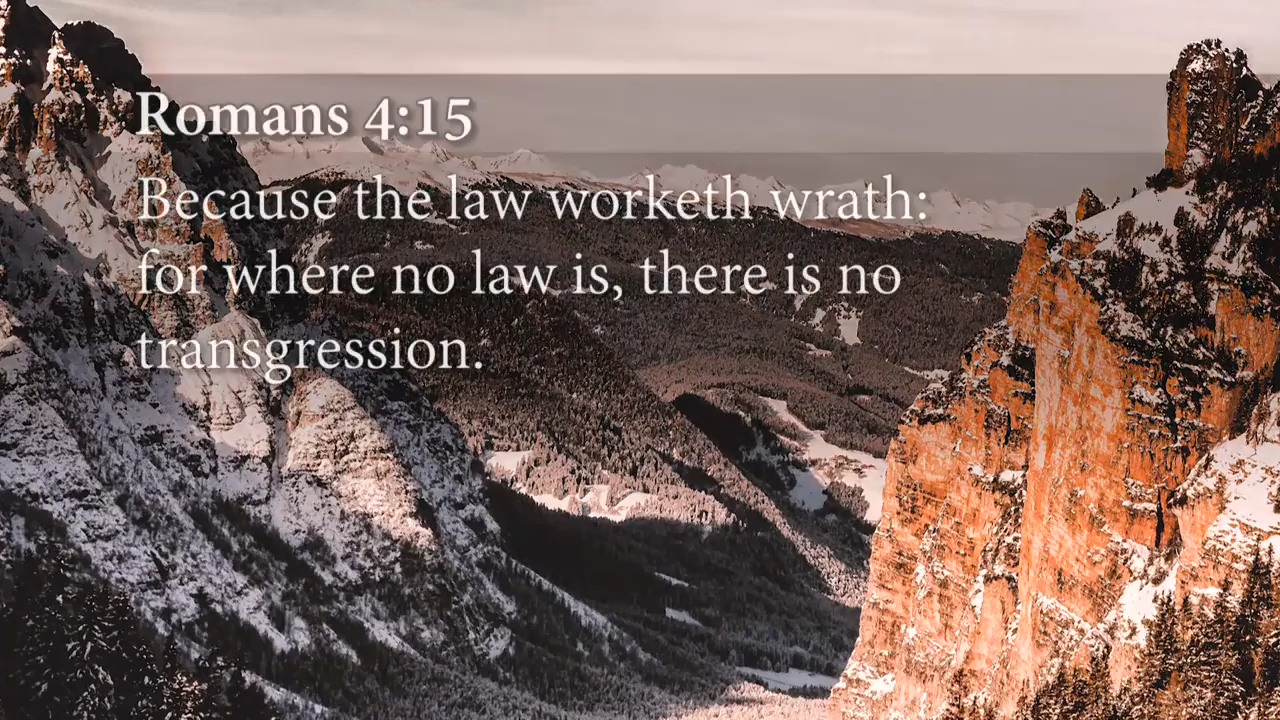 Romans 4:15
Because the law worketh wrath:
for where no law is, there is no
transgression.